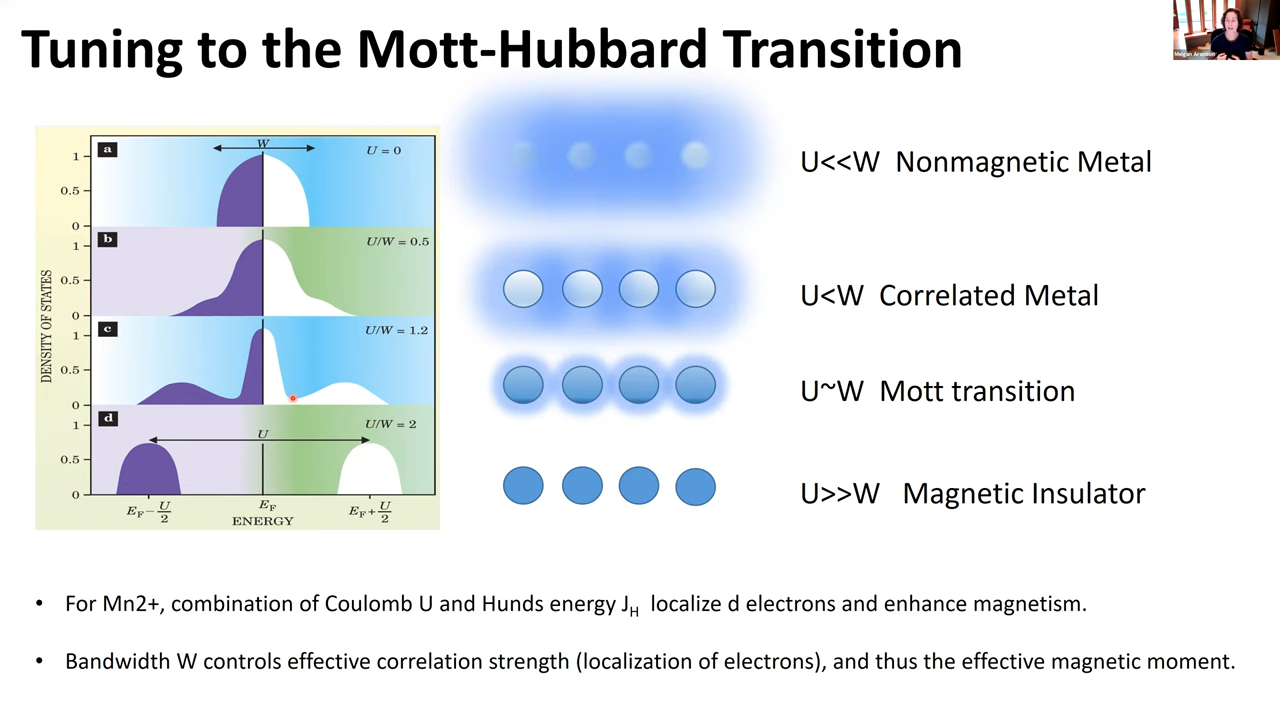 Tuning to the Mott-Hubbard Transition
Megan Aronson
a
W
U = 0
1
0.5
0
b
U/W = 0.5
1
0.5
0
c
U/W = 1.2
1
0.5
0
d
U/W = 2
U
1
0.5
0
DENSITY OF STATES
E_F − U/2
E_F
E_F + U/2
ENERGY
U<<W Nonmagnetic Metal
U<W Correlated Metal
U~W Mott transition
U>>W Magnetic Insulator
• For Mn2+, combination of Coulomb U and Hunds energy J_H localize d electrons and enhance magnetism.
• Bandwidth W controls effective correlation strength (localization of electrons), and thus the effective magnetic moment.